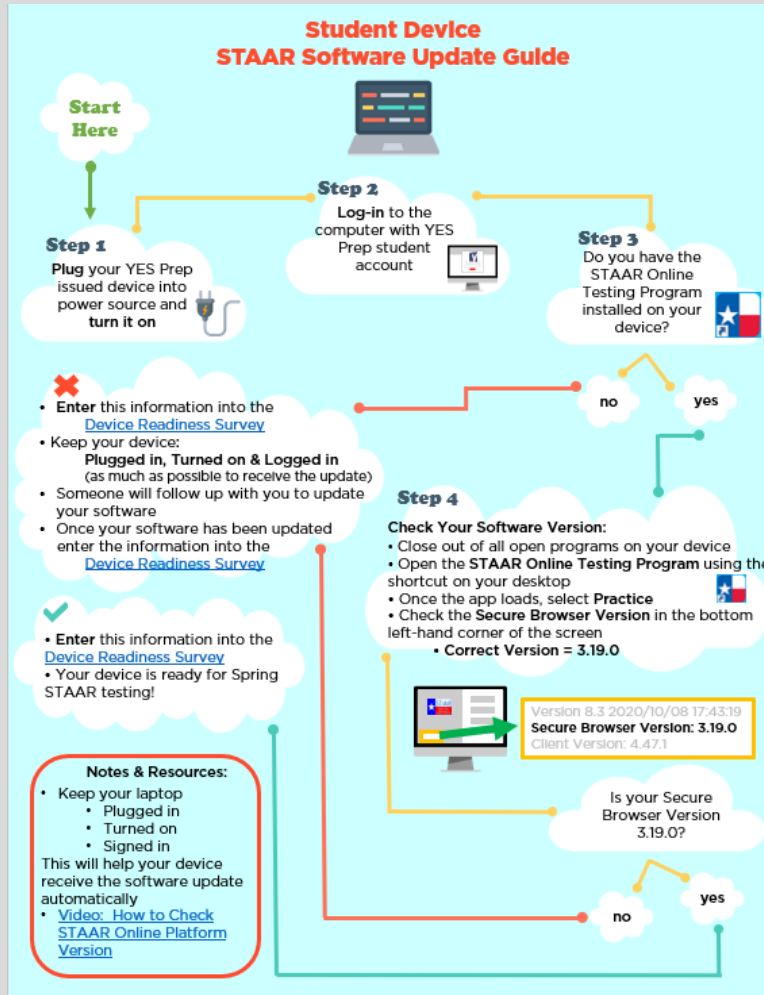 Student Device
STAAR Software Update Guide
Start
Here
Step 1
Plug your YES Prep
issued device into
power source and
turn it on
Step 2
Log-in to the
computer with YES
Prep student
account
Step 3
Do you have the
STAAR Online
Testing Program
installed on your
device?
no
yes
• Enter this information into the
Device Readiness Survey
• Keep your device:
Plugged in, Turned on & Logged in
(as much as possible to receive the update)
• Someone will follow up with you to update
your software
• Once your software has been updated
enter the information into the
Device Readiness Survey
Step 4
Check Your Software Version:
• Close out of all open programs on your device
• Open the STAAR Online Testing Program using the
shortcut on your desktop
• Once the app loads, select Practice
• Check the Secure Browser Version in the bottom
left-hand corner of the screen
• Correct Version = 3.19.0
• Enter this information into the
Device Readiness Survey
• Your device is ready for Spring
STAAR testing!
Version 8.3 2020/10/08 17:43:19
Secure Browser Version: 3.19.0
Client Version: 4.47.1
Is your Secure
Browser Version
3.19.0?
no
yes
Notes & Resources:
• Keep your laptop
• Plugged in
• Turned on
• Signed in
This will help your device
receive the software update
automatically
• Video: How to Check
STAAR Online Platform
Version